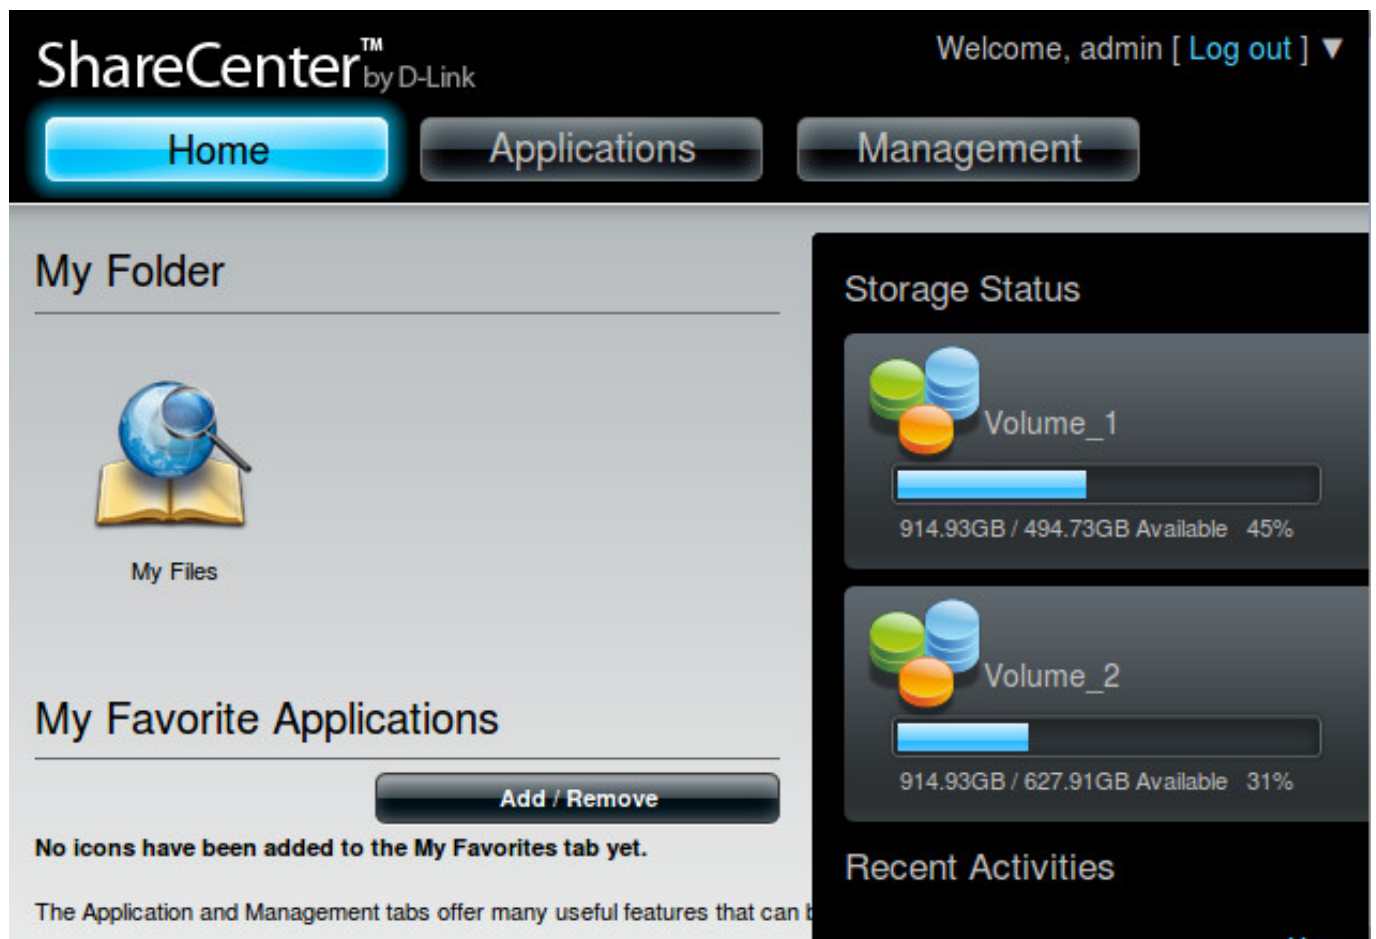 ShareCenter™ by D-Link
Welcome, admin [ Log out ] ▼
Home
Applications
Management
My Folder
My Files
My Favorite Applications
Add / Remove
No icons have been added to the My Favorites tab yet.
The Application and Management tabs offer many useful features that can
Storage Status
Volume_1
914.93GB / 494.73GB Available 45%
Volume_2
914.93GB / 627.91GB Available 31%
Recent Activities